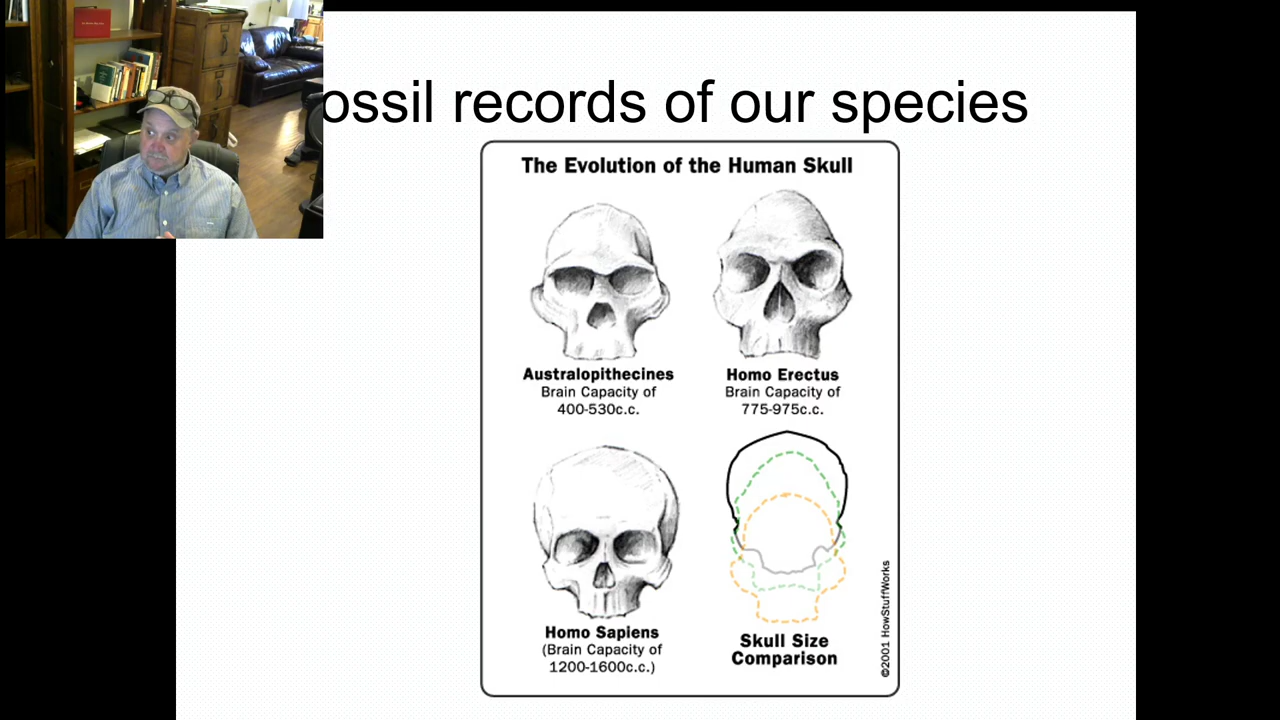 ossil records of our species
The Evolution of the Human Skull
Australopithecines
Brain Capacity of
400-530c.c.
Homo Erectus
Brain Capacity of
775-975c.c.
Homo Sapiens
(Brain Capacity of
1200-1600c.c.)
Skull Size
Comparison
©2001 HowStuffWorks